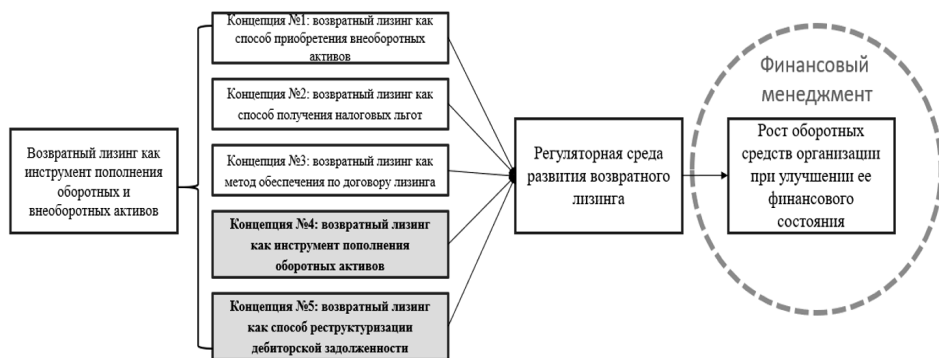 Возвратный лизинг как
инструмент пополнения
оборотных и
внеоборотных активов
Концепция №1: возвратный лизинг как
способ приобретения внеоборотных
активов
Концепция №2: возвратный лизинг как
способ получения налоговых льгот
Концепция №3: возвратный лизинг как
метод обеспечения по договору лизинга
Концепция №4: возвратный лизинг
как инструмент пополнения
оборотных активов
Концепция №5: возвратный лизинг
как способ реструктуризации
дебиторской задолженности
Регуляторная среда
развития возвратного
лизинга
Финансовый
менеджмент
Рост оборотных
средств организации
при улучшении ее
финансового
состояния